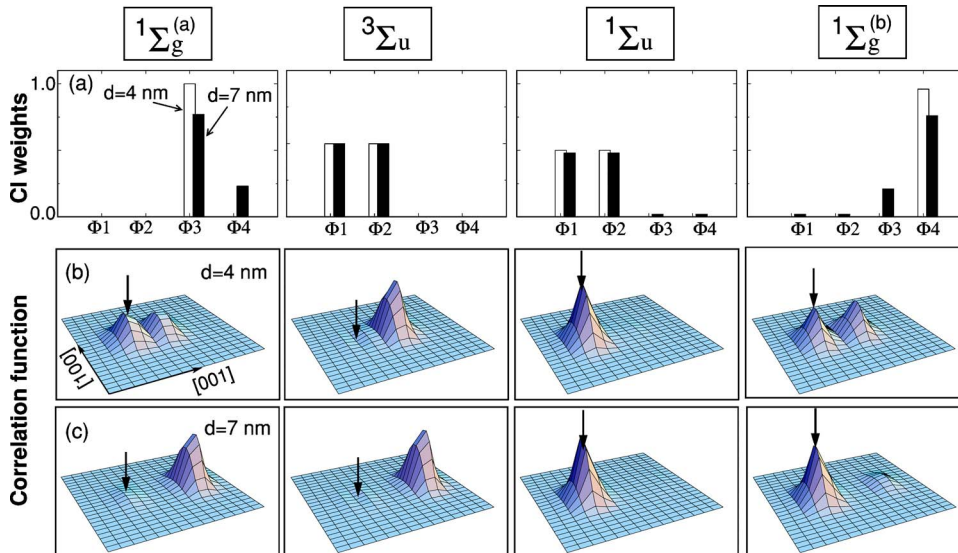 ¹Σg(a) ³Σu ¹Σu ¹Σg(b)
CI weights
(a)
1.0
d=4 nm
d=7 nm
0.0
Φ1 Φ2 Φ3 Φ4 Φ1 Φ2 Φ3 Φ4 Φ1 Φ2 Φ3 Φ4 Φ1 Φ2 Φ3 Φ4
Correlation function
(b) d=4 nm
[100]
[001]
(c) d=7 nm